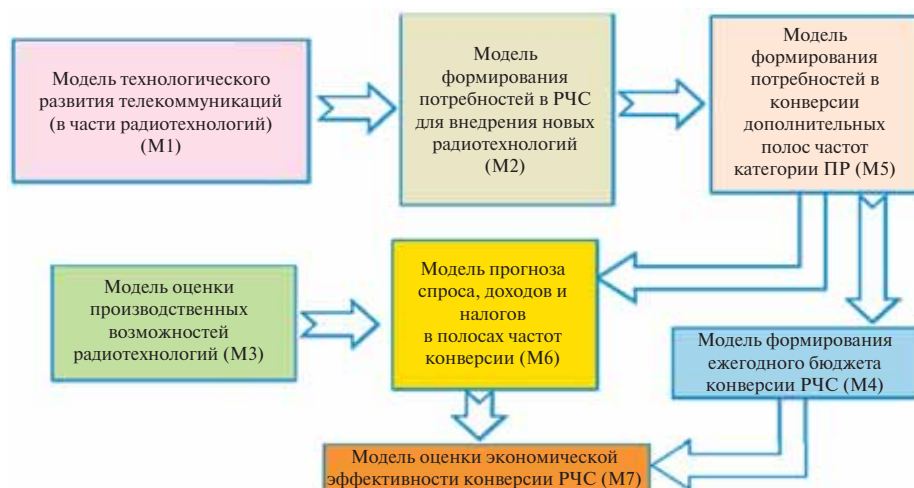 Модель технологического
развития телекоммуникаций
(в части радиотехнологий)
(М1)
Модель
формирования
потребностей в РЧС
для внедрения новых
радиотехнологий
(М2)
Модель
формирования
потребностей в
конверсии
дополнительных
полос частот
категории ПР (М5)
Модель оценки
производственных
возможностей
радиотехнологий (М3)
Модель прогноза
спроса, доходов и
налогов
в полосах частот
конверсии (М6)
Модель формирования
ежегодного бюджета
конверсии РЧС (М4)
Модель оценки экономической
эффективности конверсии РЧС (М7)